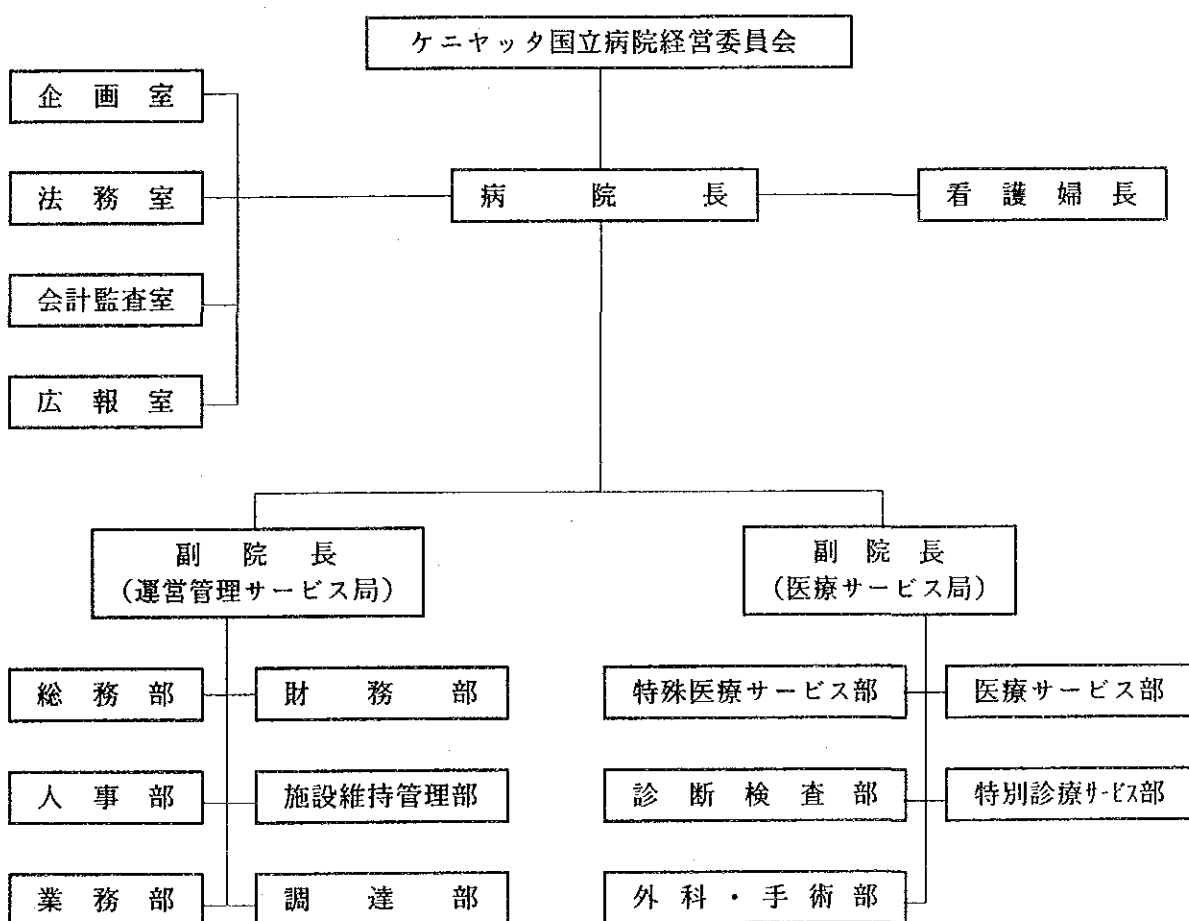 ケニヤッタ国立病院経営委員会
企画室
法務室
病院長
看護婦長
会計監査室
広報室
副院長
(運営管理サービス局)
副院長
(医療サービス局)
総務部
財務部
特殊医療サービス部
医療サービス部
人事部
施設維持管理部
診断検査部
特別診療サービス部
業務部
調達部
外科・手術部